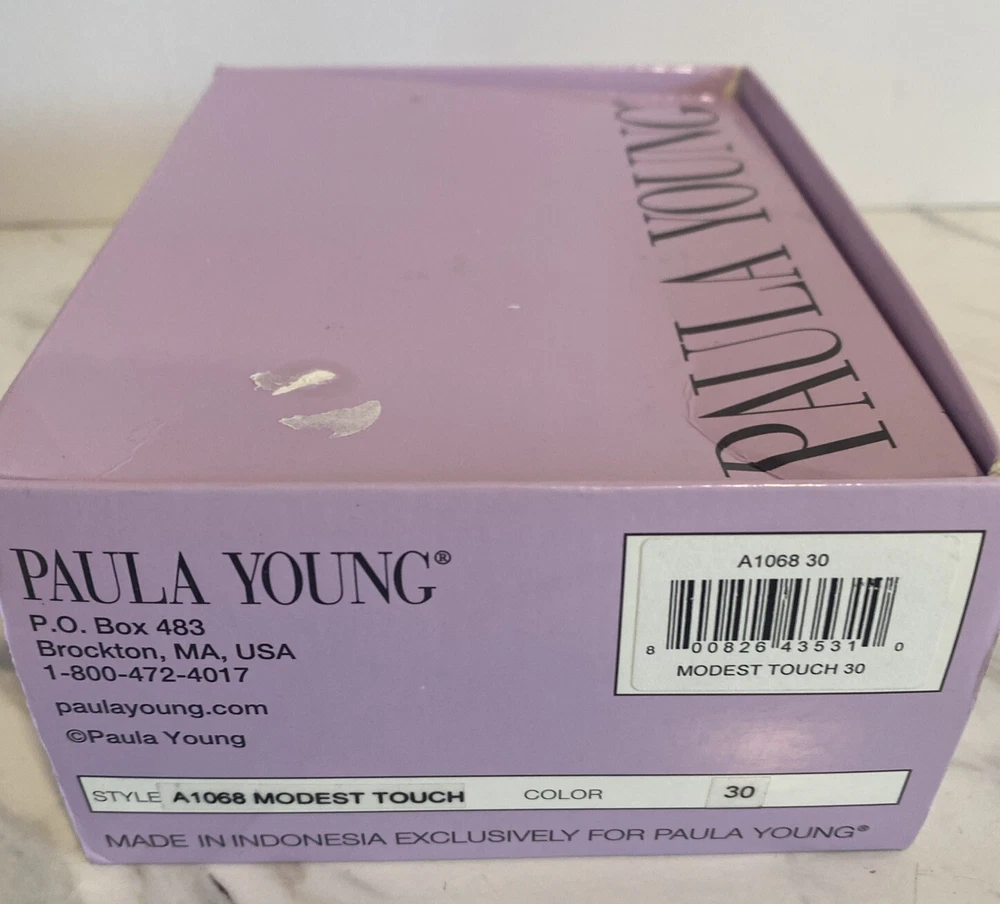 PAULA YOUNG
PAULA YOUNG®
P.O. Box 483
Brockton, MA, USA
1-800-472-4017
paulayoung.com
©Paula Young
A1068 30
8 00826 43531 0
MODEST TOUCH 30
STYLE A1068 MODEST TOUCH COLOR 30
MADE IN INDONESIA EXCLUSIVELY FOR PAULA YOUNG®